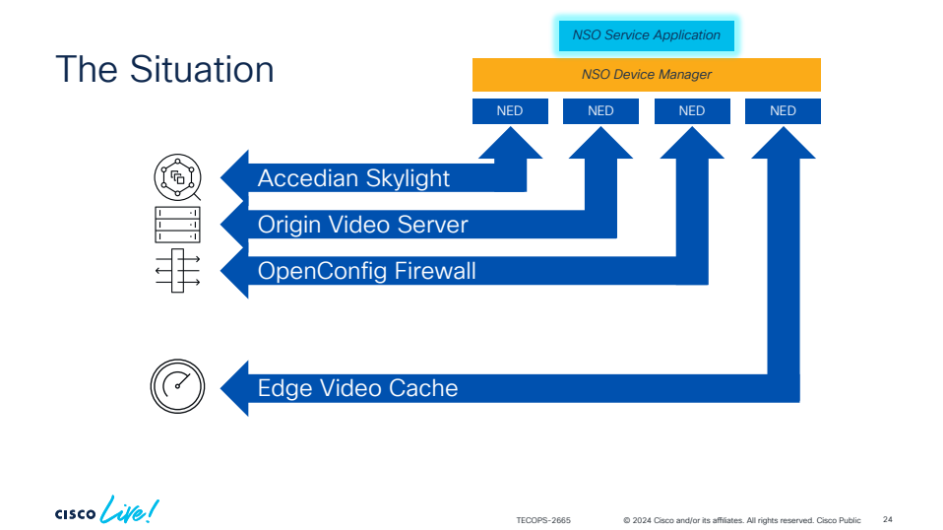 NSO Service Application
The Situation
NSO Device Manager
NED NED NED NED
Accedian Skylight
Origin Video Server
OpenConfig Firewall
Edge Video Cache
CISCO Live!
TECOPS-2665 © 2024 Cisco and/or its affiliates. All rights reserved. Cisco Public 24